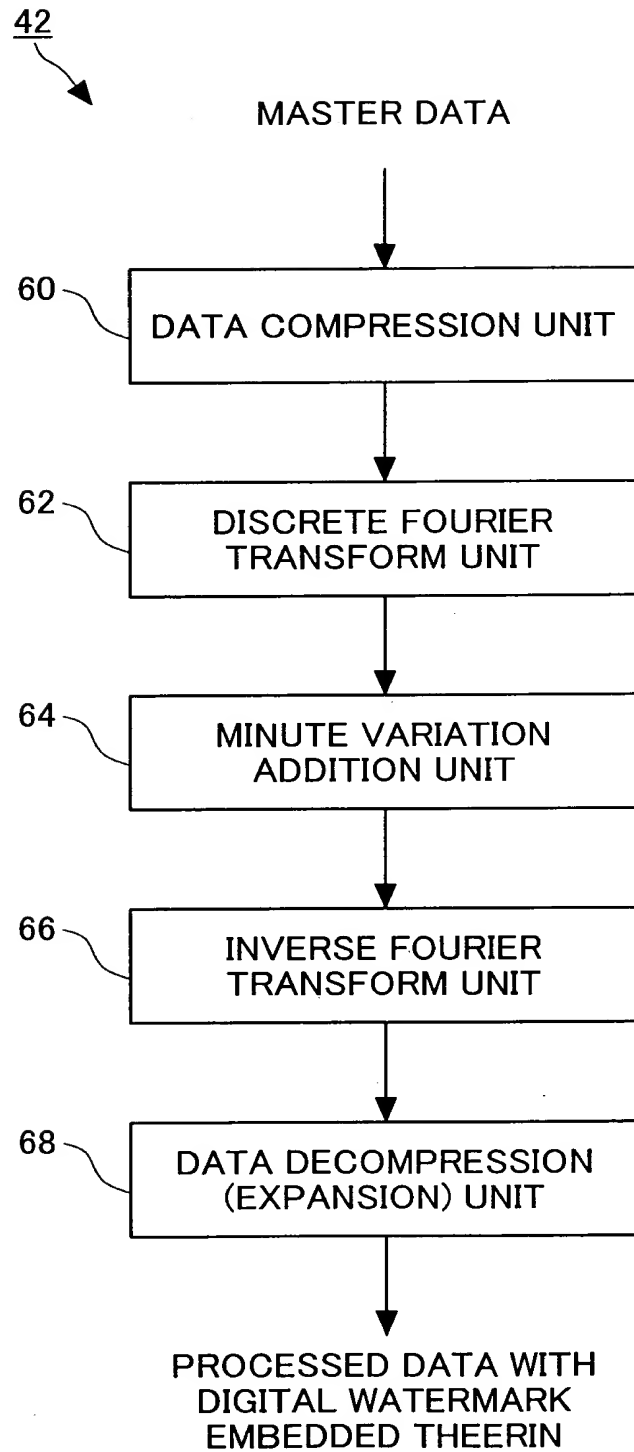 42
MASTER DATA
60
DATA COMPRESSION UNIT
62
DISCRETE FOURIER
TRANSFORM UNIT
64
MINUTE VARIATION
ADDITION UNIT
66
INVERSE FOURIER
TRANSFORM UNIT
68
DATA DECOMPRESSION
(EXPANSION) UNIT
PROCESSED DATA WITH
DIGITAL WATERMARK
EMBEDDED THEERIN